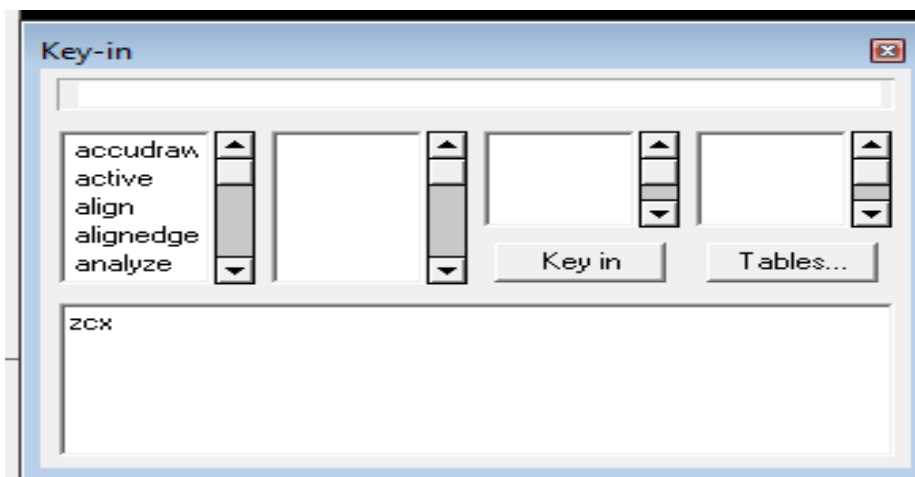 Key-in
accudraw
active
align
alignedge
analyze
Key in
Tables...
zcx